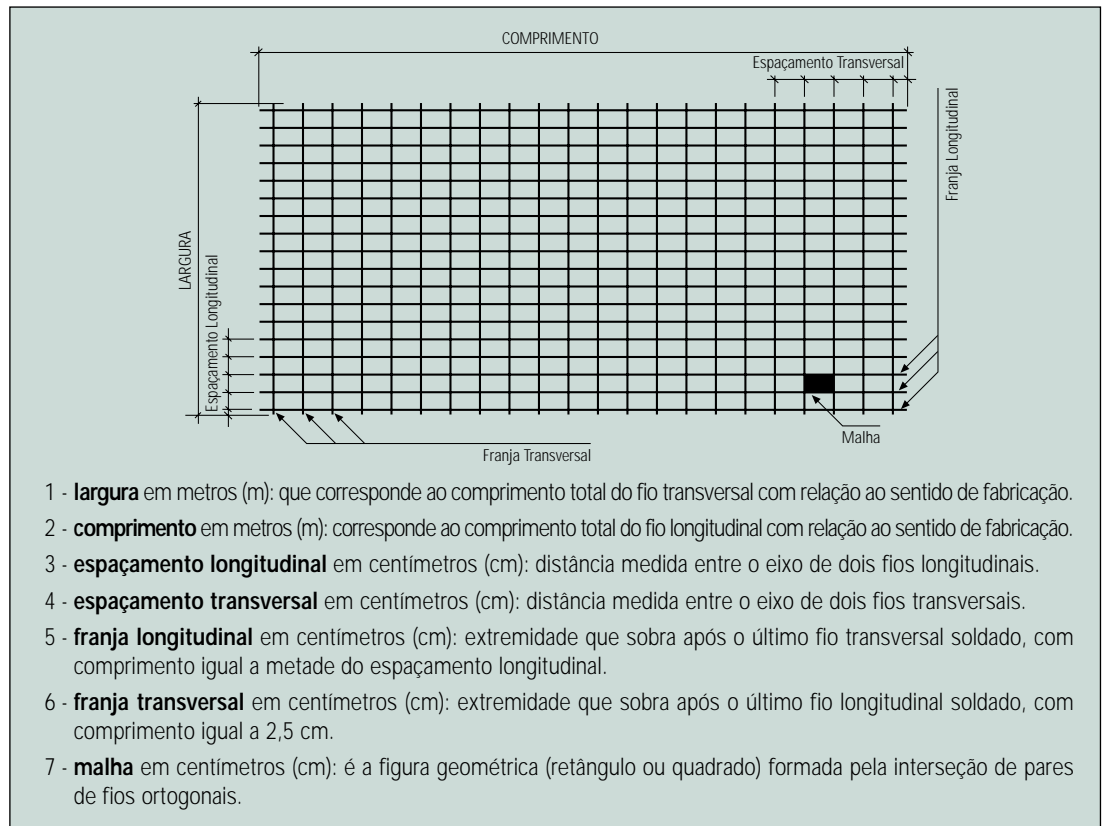 COMPRIMENTO
Espaçamento Transversal
Franja Longitudinal
LARGURA
Espaçamento Longitudinal
Malha
Franja Transversal
1 - largura em metros (m): que corresponde ao comprimento total do fio transversal com relação ao sentido de fabricação.
2 - comprimento em metros (m): corresponde ao comprimento total do fio longitudinal com relação ao sentido de fabricação.
3 - espaçamento longitudinal em centímetros (cm): distância medida entre o eixo de dois fios longitudinais.
4 - espaçamento transversal em centímetros (cm): distância medida entre o eixo de dois fios transversais.
5 - franja longitudinal em centímetros (cm): extremidade que sobra após o último fio transversal soldado, com
comprimento igual a metade do espaçamento longitudinal.
6 - franja transversal em centímetros (cm): extremidade que sobra após o último fio longitudinal soldado, com
comprimento igual a 2,5 cm.
7 - malha em centímetros (cm): é a figura geométrica (retângulo ou quadrado) formada pela interseção de pares
de fios ortogonais.